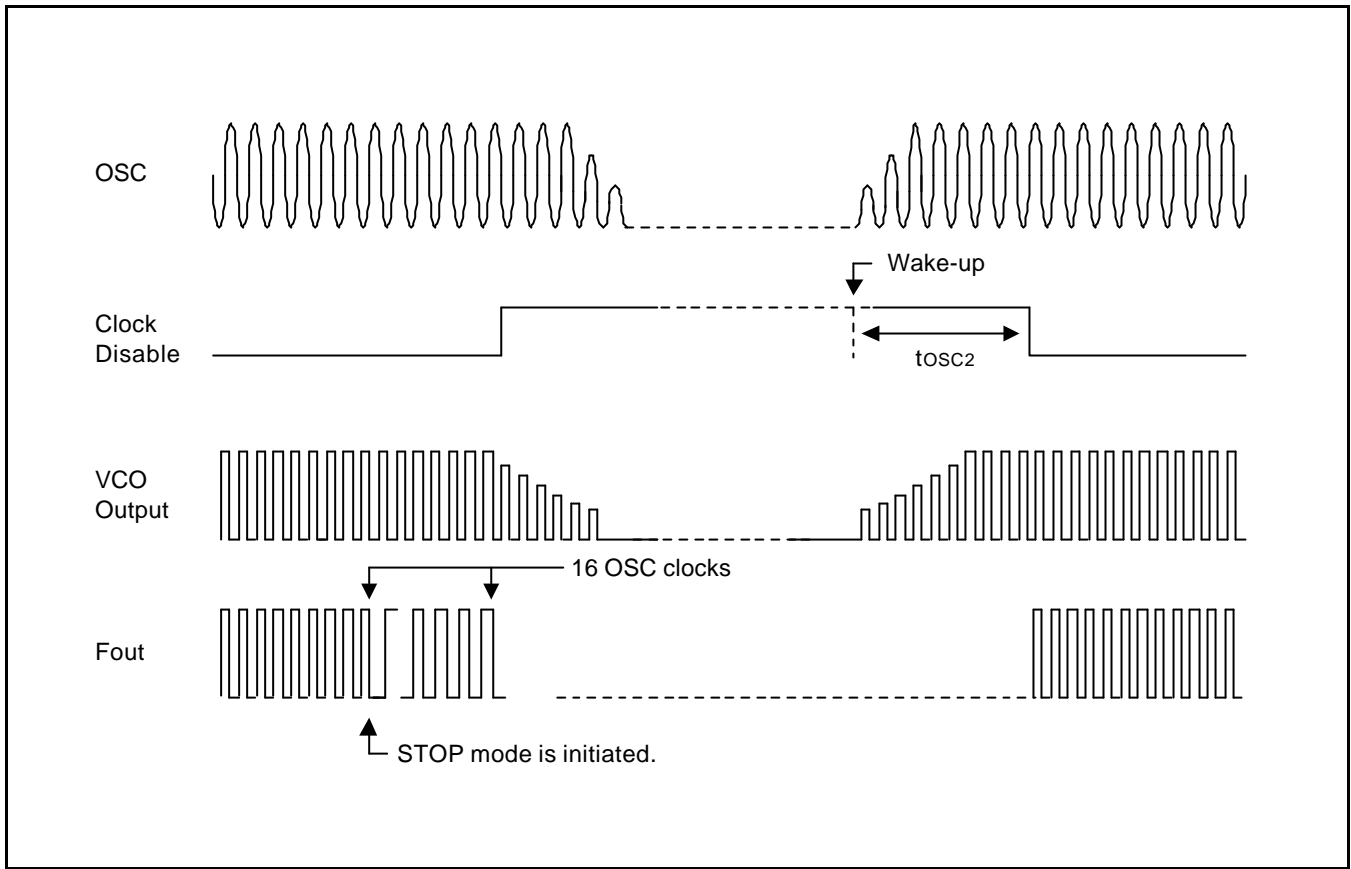 OSC
Wake-up
Clock
Disable
tOSC2
VCO
Output
16 OSC clocks
Fout
STOP mode is initiated.